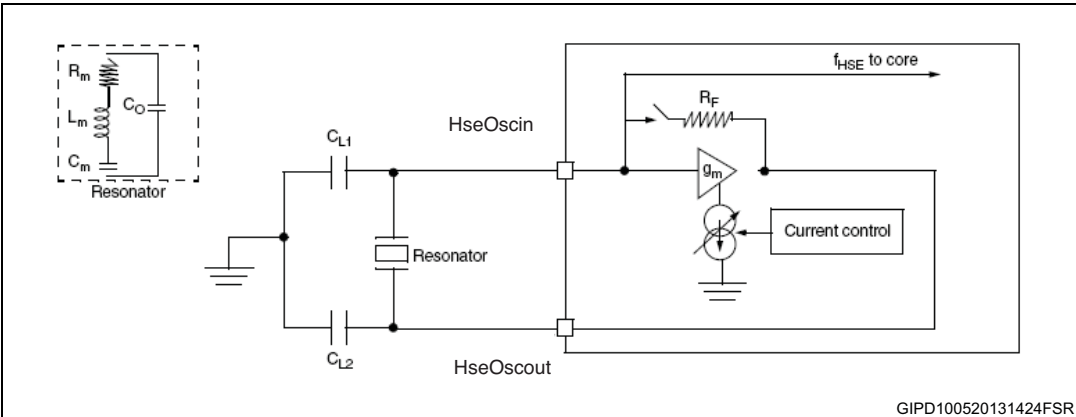 Rm
Lm
CO
Cm
Resonator
CL1
CL2
Resonator
HseOscin
HseOscout
fHSE to core
RF
gm
Current control
GIPD100520131424FSR